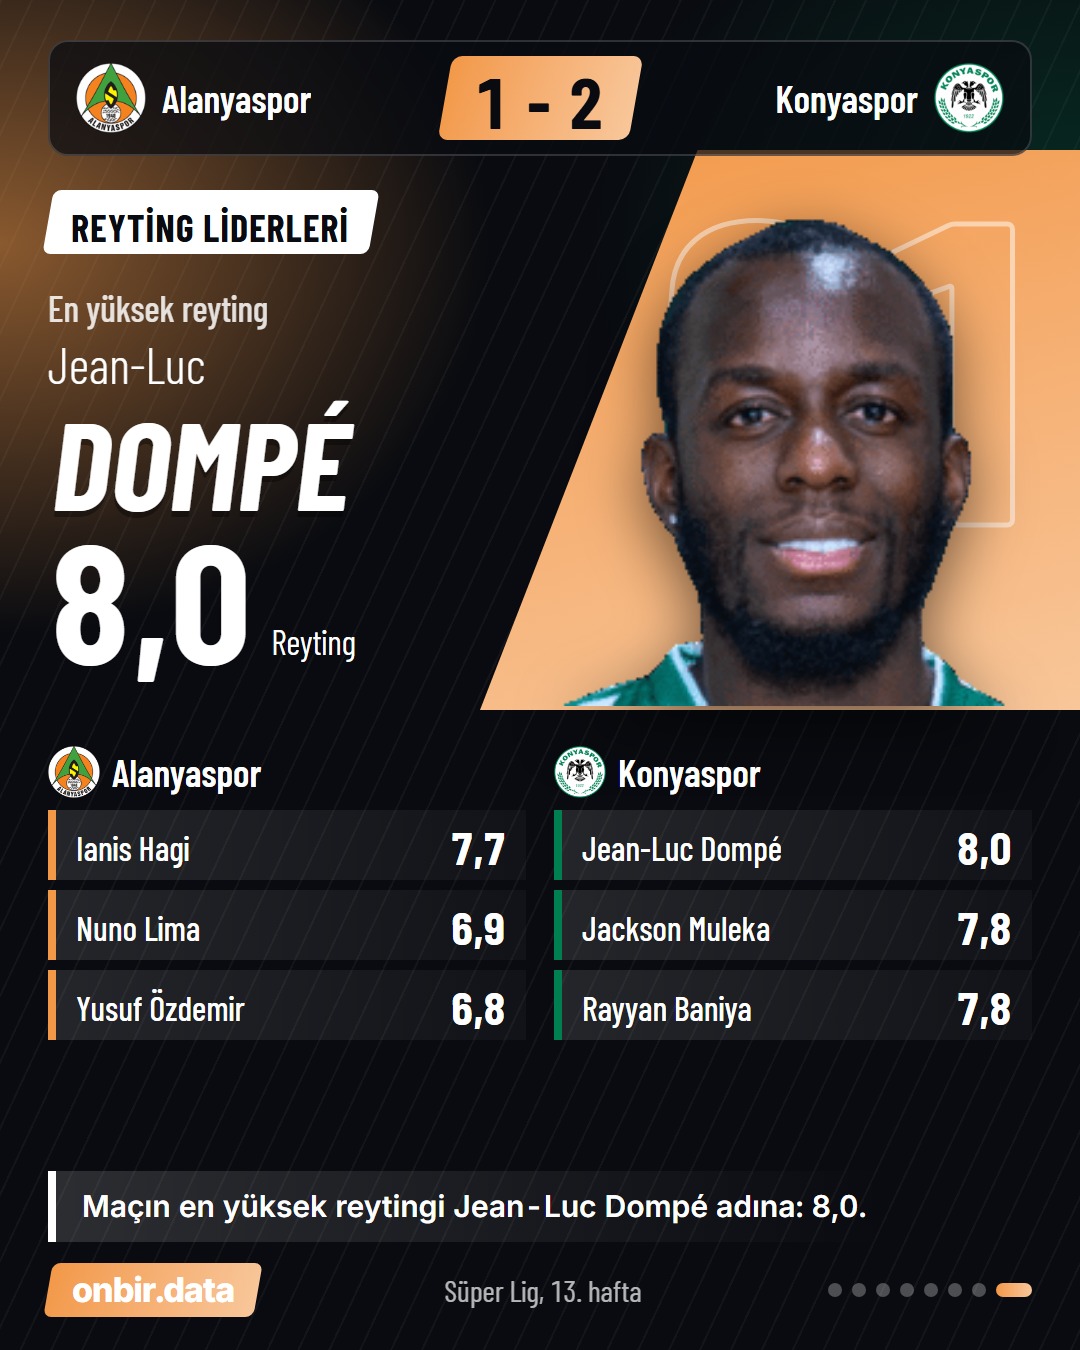 Alanyaspor
1 - 2
Konyaspor
REYTİNG LİDERLERİ
En yüksek reyting
Jean-Luc
DOMPÉ
8,0 Reyting
Alanyaspor
Ianis Hagi 7,7
Nuno Lima 6,9
Yusuf Özdemir 6,8
Konyaspor
Jean-Luc Dompé 8,0
Jackson Muleka 7,8
Rayyan Baniya 7,8
Maçın en yüksek reytingi Jean-Luc Dompé adına: 8,0.
onbir.data
Süper Lig, 13. hafta